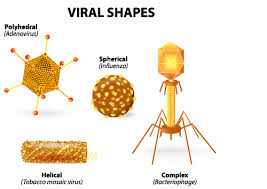 VIRAL SHAPES
Polyhedral
(Adenovirus)
Spherical
(Influenza)
Helical
(Tobacco mosaic virus)
Complex
(Bacteriophage)